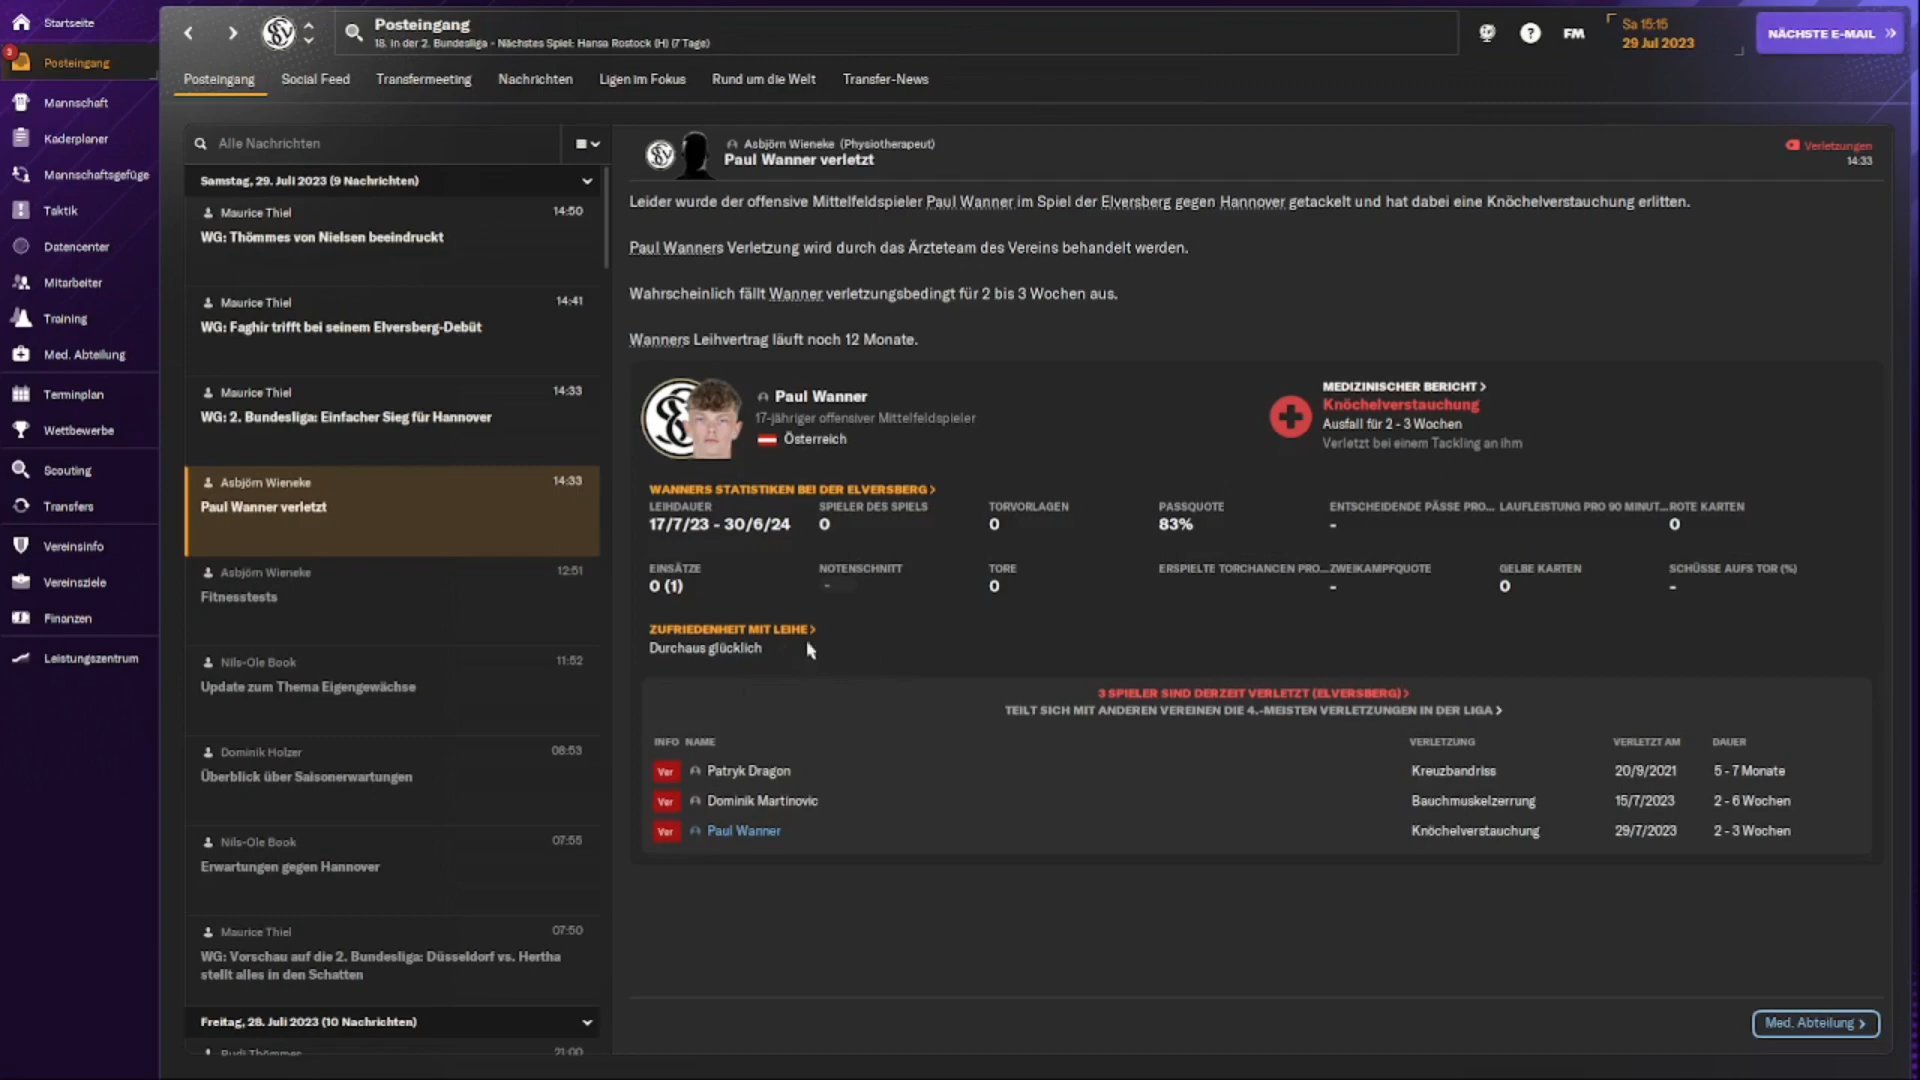 Startseite
3
Posteingang
Mannschaft
Kaderplaner
Mannschaftsgefüge
Taktik
Datencenter
Mitarbeiter
Training
Med. Abteilung
Terminplan
Wettbewerbe
Scouting
Transfers
Vereinsinfo
Vereinsziele
Finanzen
Leistungszentrum
Posteingang
18. in der 2. Bundesliga - Nächstes Spiel: Hansa Rostock (H) (7 Tage)
FM
Sa 15:15
29 Jul 2023
NÄCHSTE E-MAIL
Posteingang Social Feed Transfermeeting Nachrichten Ligen im Fokus Rund um die Welt Transfer-News
Alle Nachrichten
Samstag, 29. Juli 2023 (9 Nachrichten)
Maurice Thiel 14:50
WG: Thömmes von Nielsen beeindruckt
Maurice Thiel 14:41
WG: Faghir trifft bei seinem Elversberg-Debüt
Maurice Thiel 14:33
WG: 2. Bundesliga: Einfacher Sieg für Hannover
Asbjörn Wieneke 14:33
Paul Wanner verletzt
Asbjörn Wieneke 12:51
Fitnesstests
Nils-Ole Book 11:52
Update zum Thema Eigengewächse
Dominik Holzer 08:53
Überblick über Saisonerwartungen
Nils-Ole Book 07:55
Erwartungen gegen Hannover
Maurice Thiel 07:50
WG: Vorschau auf die 2. Bundesliga: Düsseldorf vs. Hertha
stellt alles in den Schatten
Freitag, 28. Juli 2023 (10 Nachrichten)
Rudi Thömmes 21:00
Asbjörn Wieneke (Physiotherapeut)
Paul Wanner verletzt
Verletzungen
14:33
Leider wurde der offensive Mittelfeldspieler Paul Wanner im Spiel der Elversberg gegen Hannover getackelt und hat dabei eine Knöchelverstauchung erlitten.
Paul Wanners Verletzung wird durch das Ärzteteam des Vereins behandelt werden.
Wahrscheinlich fällt Wanner verletzungsbedingt für 2 bis 3 Wochen aus.
Wanners Leihvertrag läuft noch 12 Monate.
Paul Wanner
17-jähriger offensiver Mittelfeldspieler
Österreich
MEDIZINISCHER BERICHT >
Knöchelverstauchung
Ausfall für 2 - 3 Wochen
Verletzt bei einem Tackling an ihm
WANNERS STATISTIKEN BEI DER ELVERSBERG >
LEIHDAUER SPIELER DES SPIELS TORVORLAGEN PASSQUOTE ENTSCHEIDENDE PÄSSE PRO... LAUFLEISTUNG PRO 90 MINUT... ROTE KARTEN
17/7/23 - 30/6/24 0 0 83% - 0
EINSÄTZE NOTENSCHNITT TORE ERSPIELTE TORCHANCEN PRO... ZWEIKAMPFQUOTE GELBE KARTEN SCHÜSSE AUFS TOR (%)
0 (1) - 0 - 0 -
ZUFRIEDENHEIT MIT LEIHE >
Durchaus glücklich
3 SPIELER SIND DERZEIT VERLETZT (ELVERSBERG) >
TEILT SICH MIT ANDEREN VEREINEN DIE 4.-MEISTEN VERLETZUNGEN IN DER LIGA >
INFO NAME VERLETZUNG VERLETZT AM DAUER
Ver Patryk Dragon Kreuzbandriss 20/9/2021 5 - 7 Monate
Ver Dominik Martinovic Bauchmuskelzerrung 15/7/2023 2 - 6 Wochen
Ver Paul Wanner Knöchelverstauchung 29/7/2023 2 - 3 Wochen
Med. Abteilung >